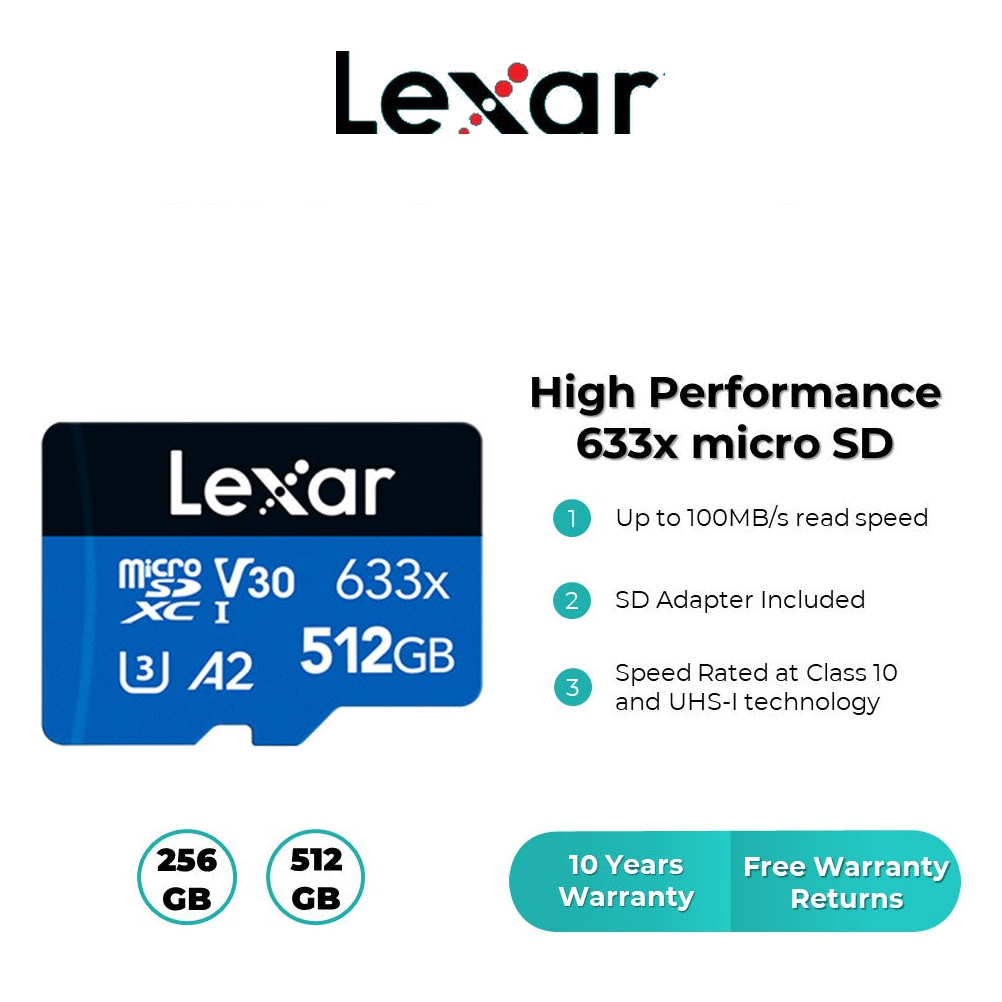 Lexar
High Performance
633x micro SD
Lexar
micro SD XC I V30 633x
512GB
U3 A2
1 Up to 100MB/s read speed
2 SD Adapter Included
3 Speed Rated at Class 10
and UHS-I technology
256
GB
512
GB
10 Years
Warranty
Free Warranty
Returns